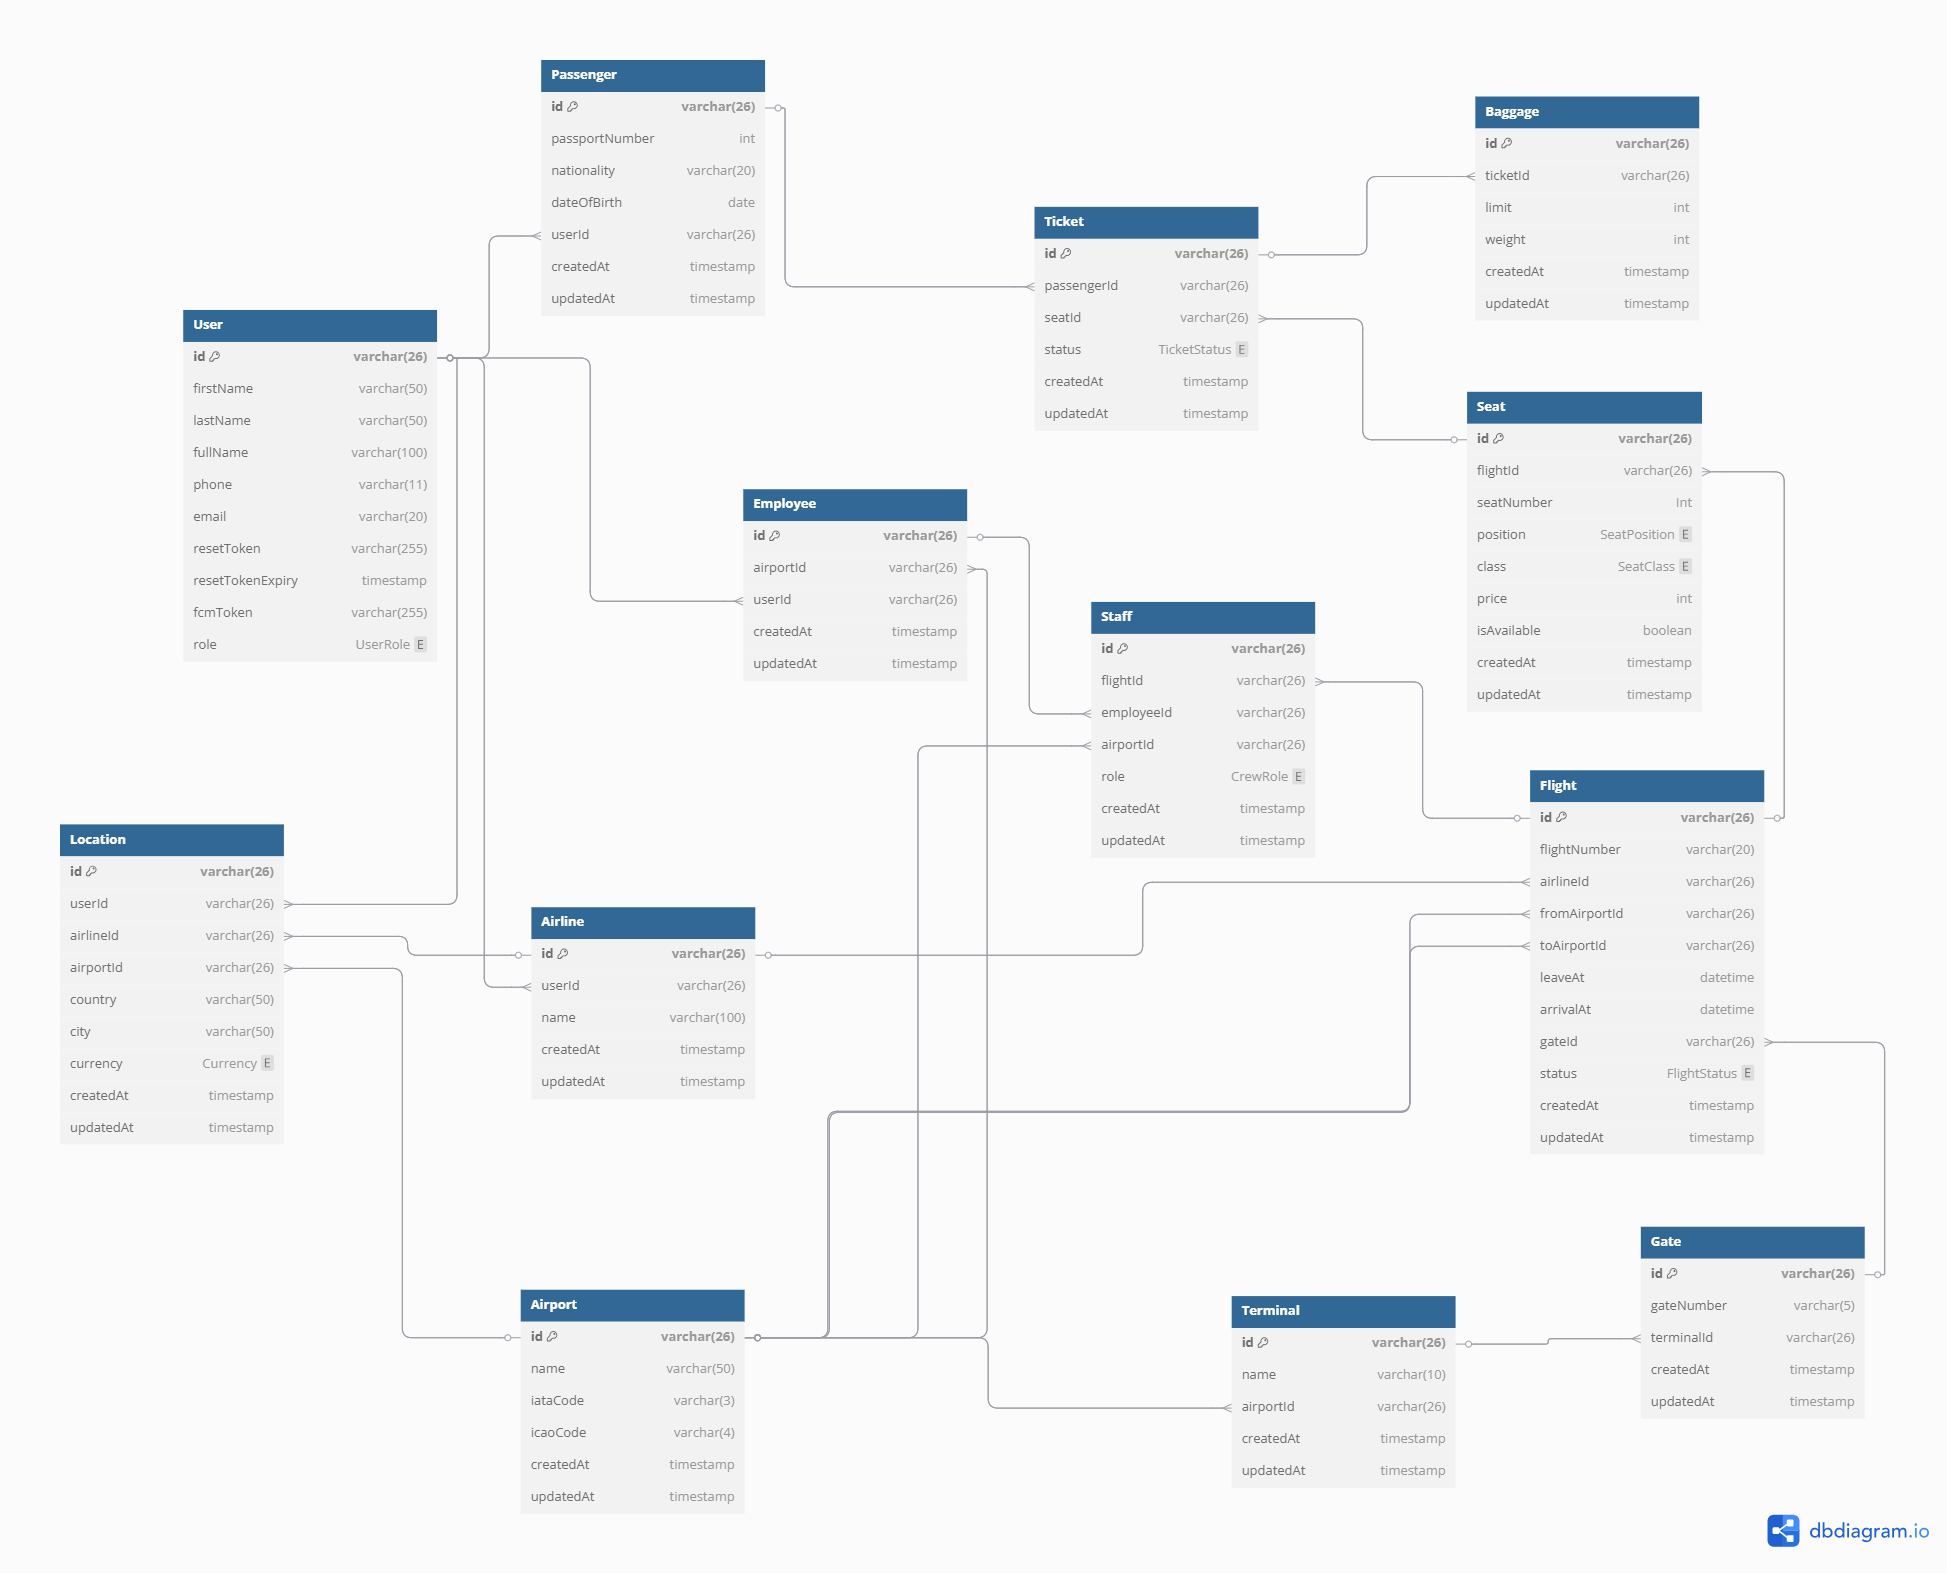 Passenger
id varchar(26)
passportNumber int
nationality varchar(20)
dateOfBirth date
userId varchar(26)
createdAt timestamp
updatedAt timestamp
Baggage
id varchar(26)
ticketId varchar(26)
limit int
weight int
createdAt timestamp
updatedAt timestamp
Ticket
id varchar(26)
passengerId varchar(26)
seatId varchar(26)
status TicketStatus E
createdAt timestamp
updatedAt timestamp
User
id varchar(26)
firstName varchar(50)
lastName varchar(50)
fullName varchar(100)
phone varchar(11)
email varchar(20)
resetToken varchar(255)
resetTokenExpiry timestamp
fcmToken varchar(255)
role UserRole E
Seat
id varchar(26)
flightId varchar(26)
seatNumber Int
position SeatPosition E
class SeatClass E
price int
isAvailable boolean
createdAt timestamp
updatedAt timestamp
Employee
id varchar(26)
airportId varchar(26)
userId varchar(26)
createdAt timestamp
updatedAt timestamp
Staff
id varchar(26)
flightId varchar(26)
employeeId varchar(26)
airportId varchar(26)
role CrewRole E
createdAt timestamp
updatedAt timestamp
Flight
id varchar(26)
flightNumber varchar(20)
airlineId varchar(26)
fromAirportId varchar(26)
toAirportId varchar(26)
leaveAt datetime
arrivalAt datetime
gateId varchar(26)
status FlightStatus E
createdAt timestamp
updatedAt timestamp
Location
id varchar(26)
userId varchar(26)
airlineId varchar(26)
airportId varchar(26)
country varchar(50)
city varchar(50)
currency Currency E
createdAt timestamp
updatedAt timestamp
Airline
id varchar(26)
userId varchar(26)
name varchar(100)
createdAt timestamp
updatedAt timestamp
Gate
id varchar(26)
gateNumber varchar(5)
terminalId varchar(26)
createdAt timestamp
updatedAt timestamp
Airport
id varchar(26)
name varchar(50)
iataCode varchar(3)
icaoCode varchar(4)
createdAt timestamp
updatedAt timestamp
Terminal
id varchar(26)
name varchar(10)
airportId varchar(26)
createdAt timestamp
updatedAt timestamp
dbdiagram.io